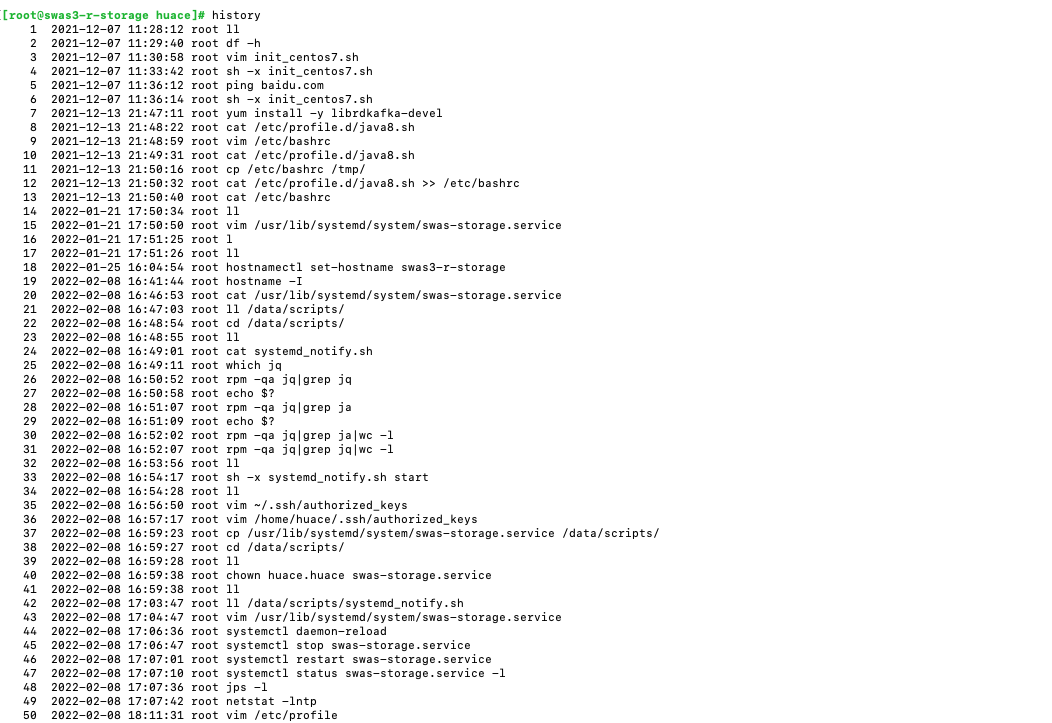 [[root@swas3-r-storage huace]# history
1 2021-12-07 11:28:12 root ll
2 2021-12-07 11:29:40 root df -h
3 2021-12-07 11:30:58 root vim init_centos7.sh
4 2021-12-07 11:33:42 root sh -x init_centos7.sh
5 2021-12-07 11:36:12 root ping baidu.com
6 2021-12-07 11:36:14 root sh -x init_centos7.sh
7 2021-12-13 21:47:11 root yum install -y librdkafka-devel
8 2021-12-13 21:48:22 root cat /etc/profile.d/java8.sh
9 2021-12-13 21:48:59 root vim /etc/bashrc
10 2021-12-13 21:49:31 root cat /etc/profile.d/java8.sh
11 2021-12-13 21:50:16 root cp /etc/bashrc /tmp/
12 2021-12-13 21:50:32 root cat /etc/profile.d/java8.sh >> /etc/bashrc
13 2021-12-13 21:50:40 root cat /etc/bashrc
14 2022-01-21 17:50:34 root ll
15 2022-01-21 17:50:50 root vim /usr/lib/systemd/system/swas-storage.service
16 2022-01-21 17:51:25 root l
17 2022-01-21 17:51:26 root ll
18 2022-01-25 16:04:54 root hostnamectl set-hostname swas3-r-storage
19 2022-02-08 16:41:44 root hostname -I
20 2022-02-08 16:46:53 root cat /usr/lib/systemd/system/swas-storage.service
21 2022-02-08 16:47:03 root ll /data/scripts/
22 2022-02-08 16:48:54 root cd /data/scripts/
23 2022-02-08 16:48:55 root ll
24 2022-02-08 16:49:01 root cat systemd_notify.sh
25 2022-02-08 16:49:11 root which jq
26 2022-02-08 16:50:52 root rpm -qa jq|grep jq
27 2022-02-08 16:50:58 root echo $?
28 2022-02-08 16:51:07 root rpm -qa jq|grep ja
29 2022-02-08 16:51:09 root echo $?
30 2022-02-08 16:52:02 root rpm -qa jq|grep ja|wc -l
31 2022-02-08 16:52:07 root rpm -qa jq|grep jq|wc -l
32 2022-02-08 16:53:56 root ll
33 2022-02-08 16:54:17 root sh -x systemd_notify.sh start
34 2022-02-08 16:54:28 root ll
35 2022-02-08 16:56:50 root vim ~/.ssh/authorized_keys
36 2022-02-08 16:57:17 root vim /home/huace/.ssh/authorized_keys
37 2022-02-08 16:59:23 root cp /usr/lib/systemd/system/swas-storage.service /data/scripts/
38 2022-02-08 16:59:27 root cd /data/scripts/
39 2022-02-08 16:59:28 root ll
40 2022-02-08 16:59:38 root chown huace.huace swas-storage.service
41 2022-02-08 16:59:38 root ll
42 2022-02-08 17:03:47 root ll /data/scripts/systemd_notify.sh
43 2022-02-08 17:04:47 root vim /usr/lib/systemd/system/swas-storage.service
44 2022-02-08 17:06:36 root systemctl daemon-reload
45 2022-02-08 17:06:47 root systemctl stop swas-storage.service
46 2022-02-08 17:07:01 root systemctl restart swas-storage.service
47 2022-02-08 17:07:10 root systemctl status swas-storage.service -l
48 2022-02-08 17:07:36 root jps -l
49 2022-02-08 17:07:42 root netstat -lntp
50 2022-02-08 18:11:31 root vim /etc/profile